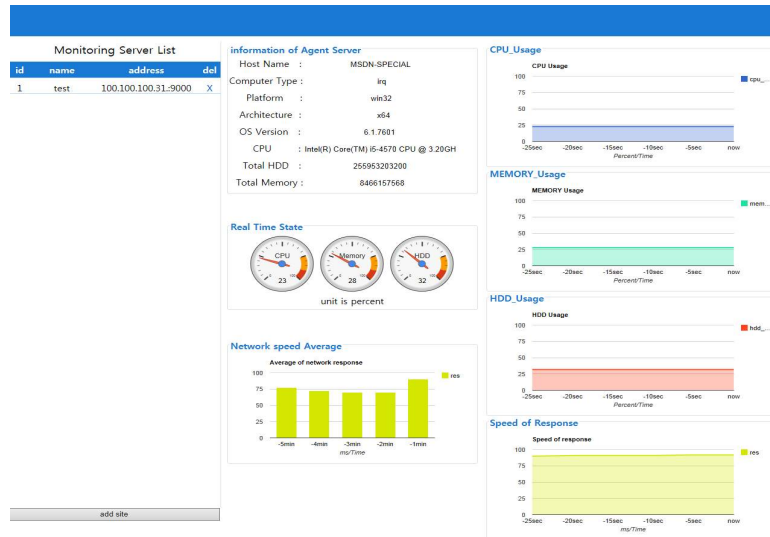 Monitoring Server List
id name address del
1 test 100.100.100.31.:9000 X
add site
information of Agent Server
Host Name : MSDN-SPECIAL
Computer Type : irq
Platform : win32
Architecture : x64
OS Version : 6.1.7601
CPU : Intel(R) Core(TM) i5-4570 CPU @ 3.20GH
Total HDD : 255953203200
Total Memory : 8466157568
Real Time State
CPU
23
Memory
28
HDD
32
unit is percent
Network speed Average
Average of network response
100
75
50
25
0
-5min -4min -3min -2min -1min
ms/Time
res
CPU_Usage
CPU Usage
100
75
50
25
0
-25sec -20sec -15sec -10sec -5sec now
Percent/Time
cpu_...
MEMORY_Usage
MEMORY Usage
100
75
50
25
0
-25sec -20sec -15sec -10sec -5sec now
Percent/Time
mem...
HDD_Usage
HDD Usage
100
75
50
25
0
-25sec -20sec -15sec -10sec -5sec now
Percent/Time
hdd_...
Speed of Response
Speed of response
100
75
50
25
0
-25sec -20sec -15sec -10sec -5sec now
ms/Time
res